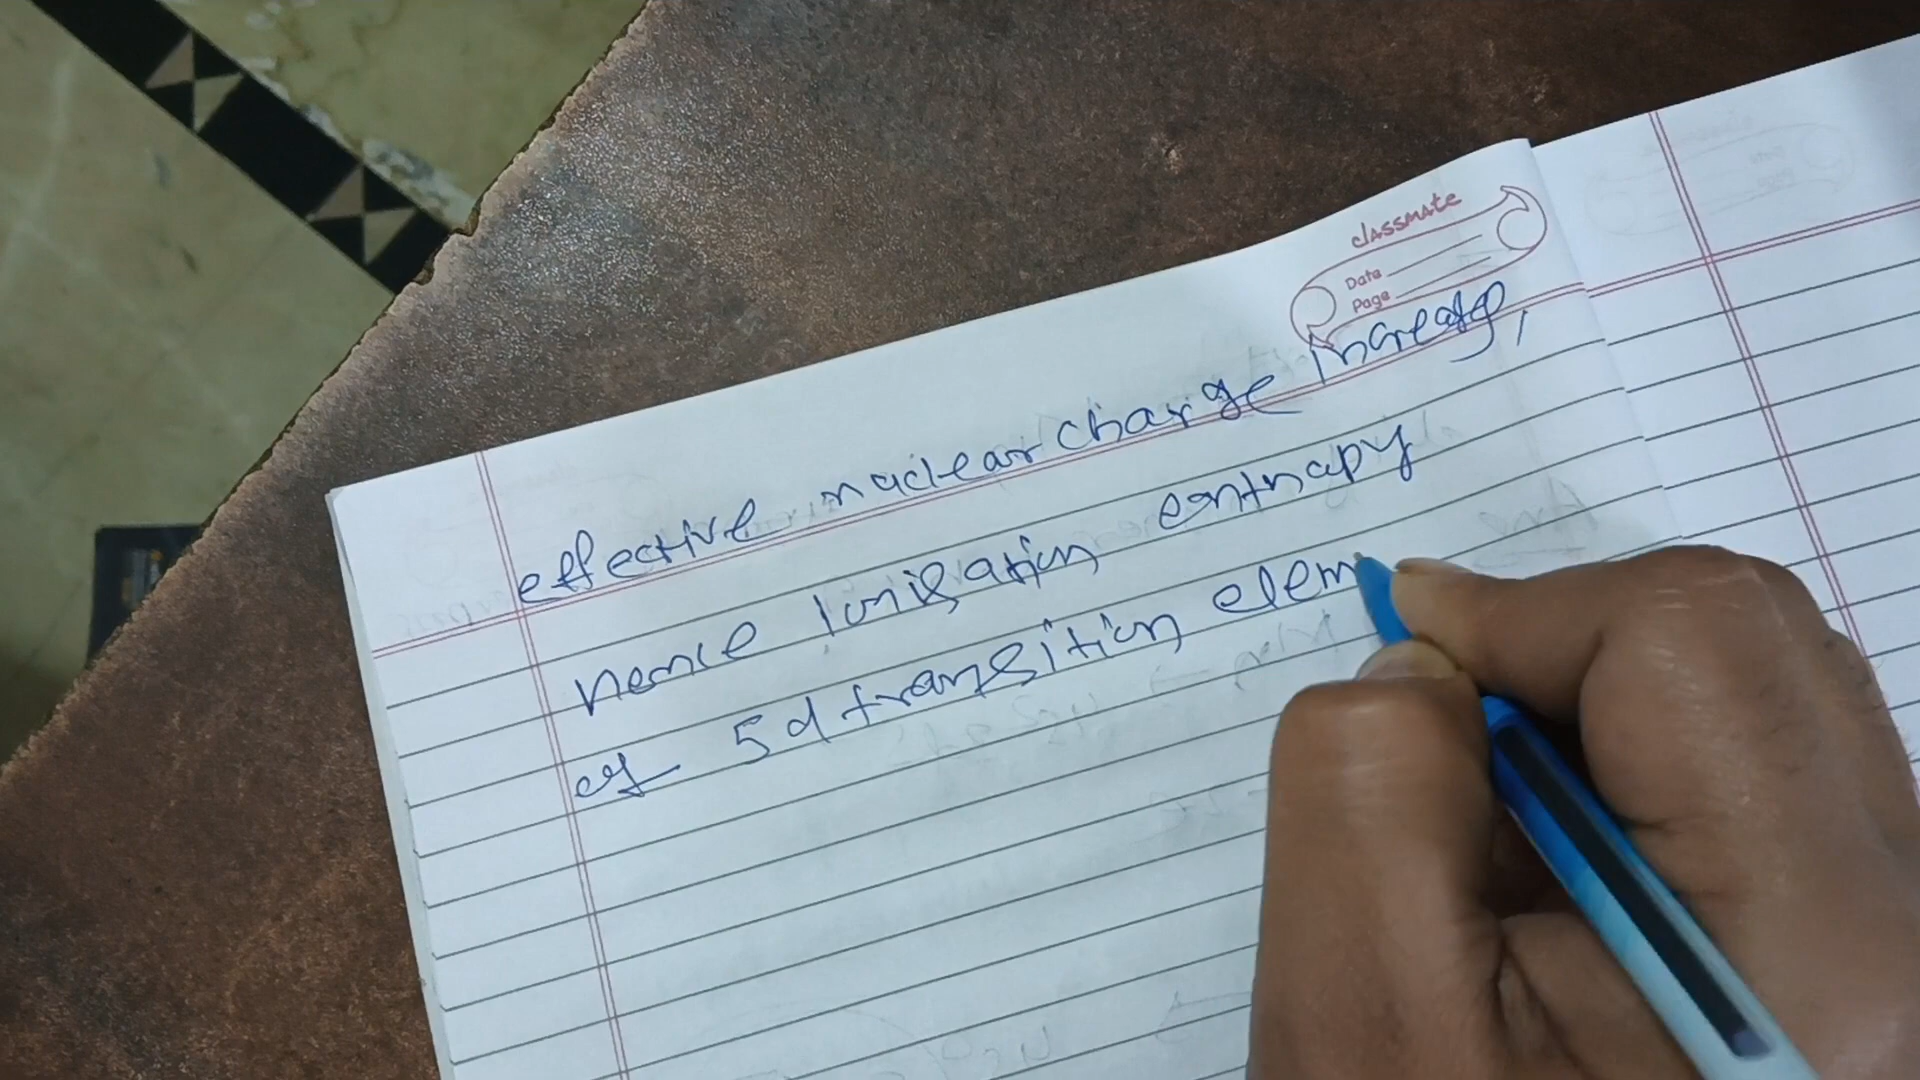 classmate
Date
Page
effective nuclear charge increase,
hence Ionisation enthapy
of 5d transition elem